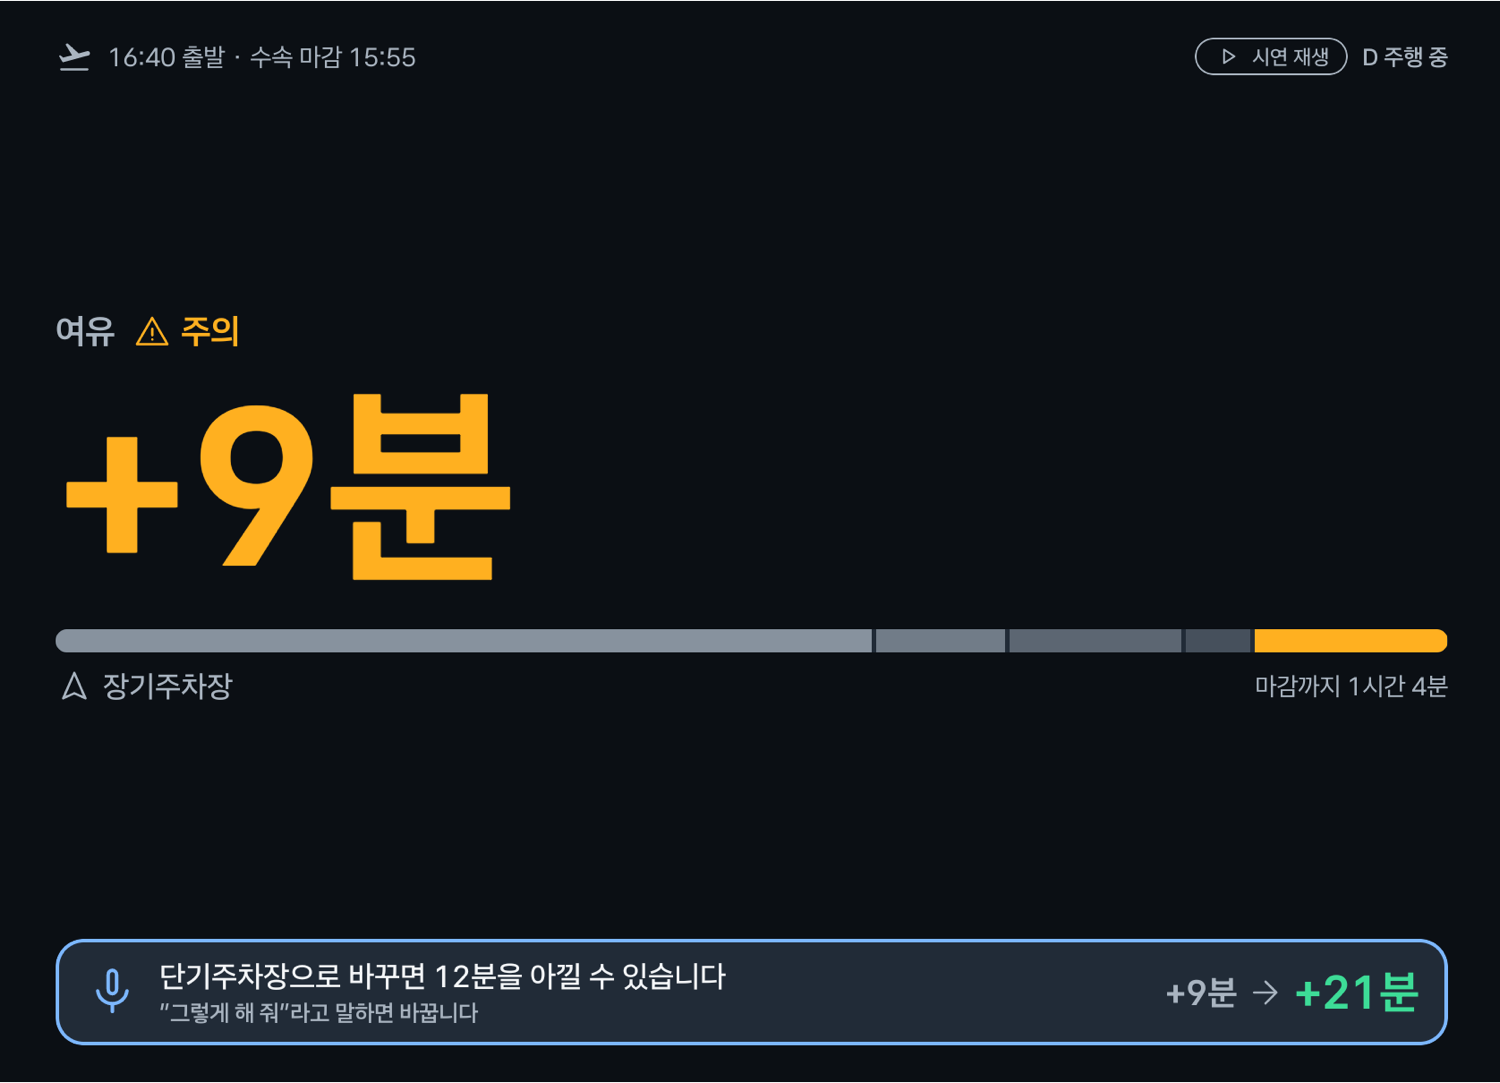 16:40 출발 · 수속 마감 15:55
시연 재생
D 주행 중
여유 주의
+9분
장기주차장
마감까지 1시간 4분
단기주차장으로 바꾸면 12분을 아낄 수 있습니다
"그렇게 해 줘"라고 말하면 바꿉니다
+9분 → +21분